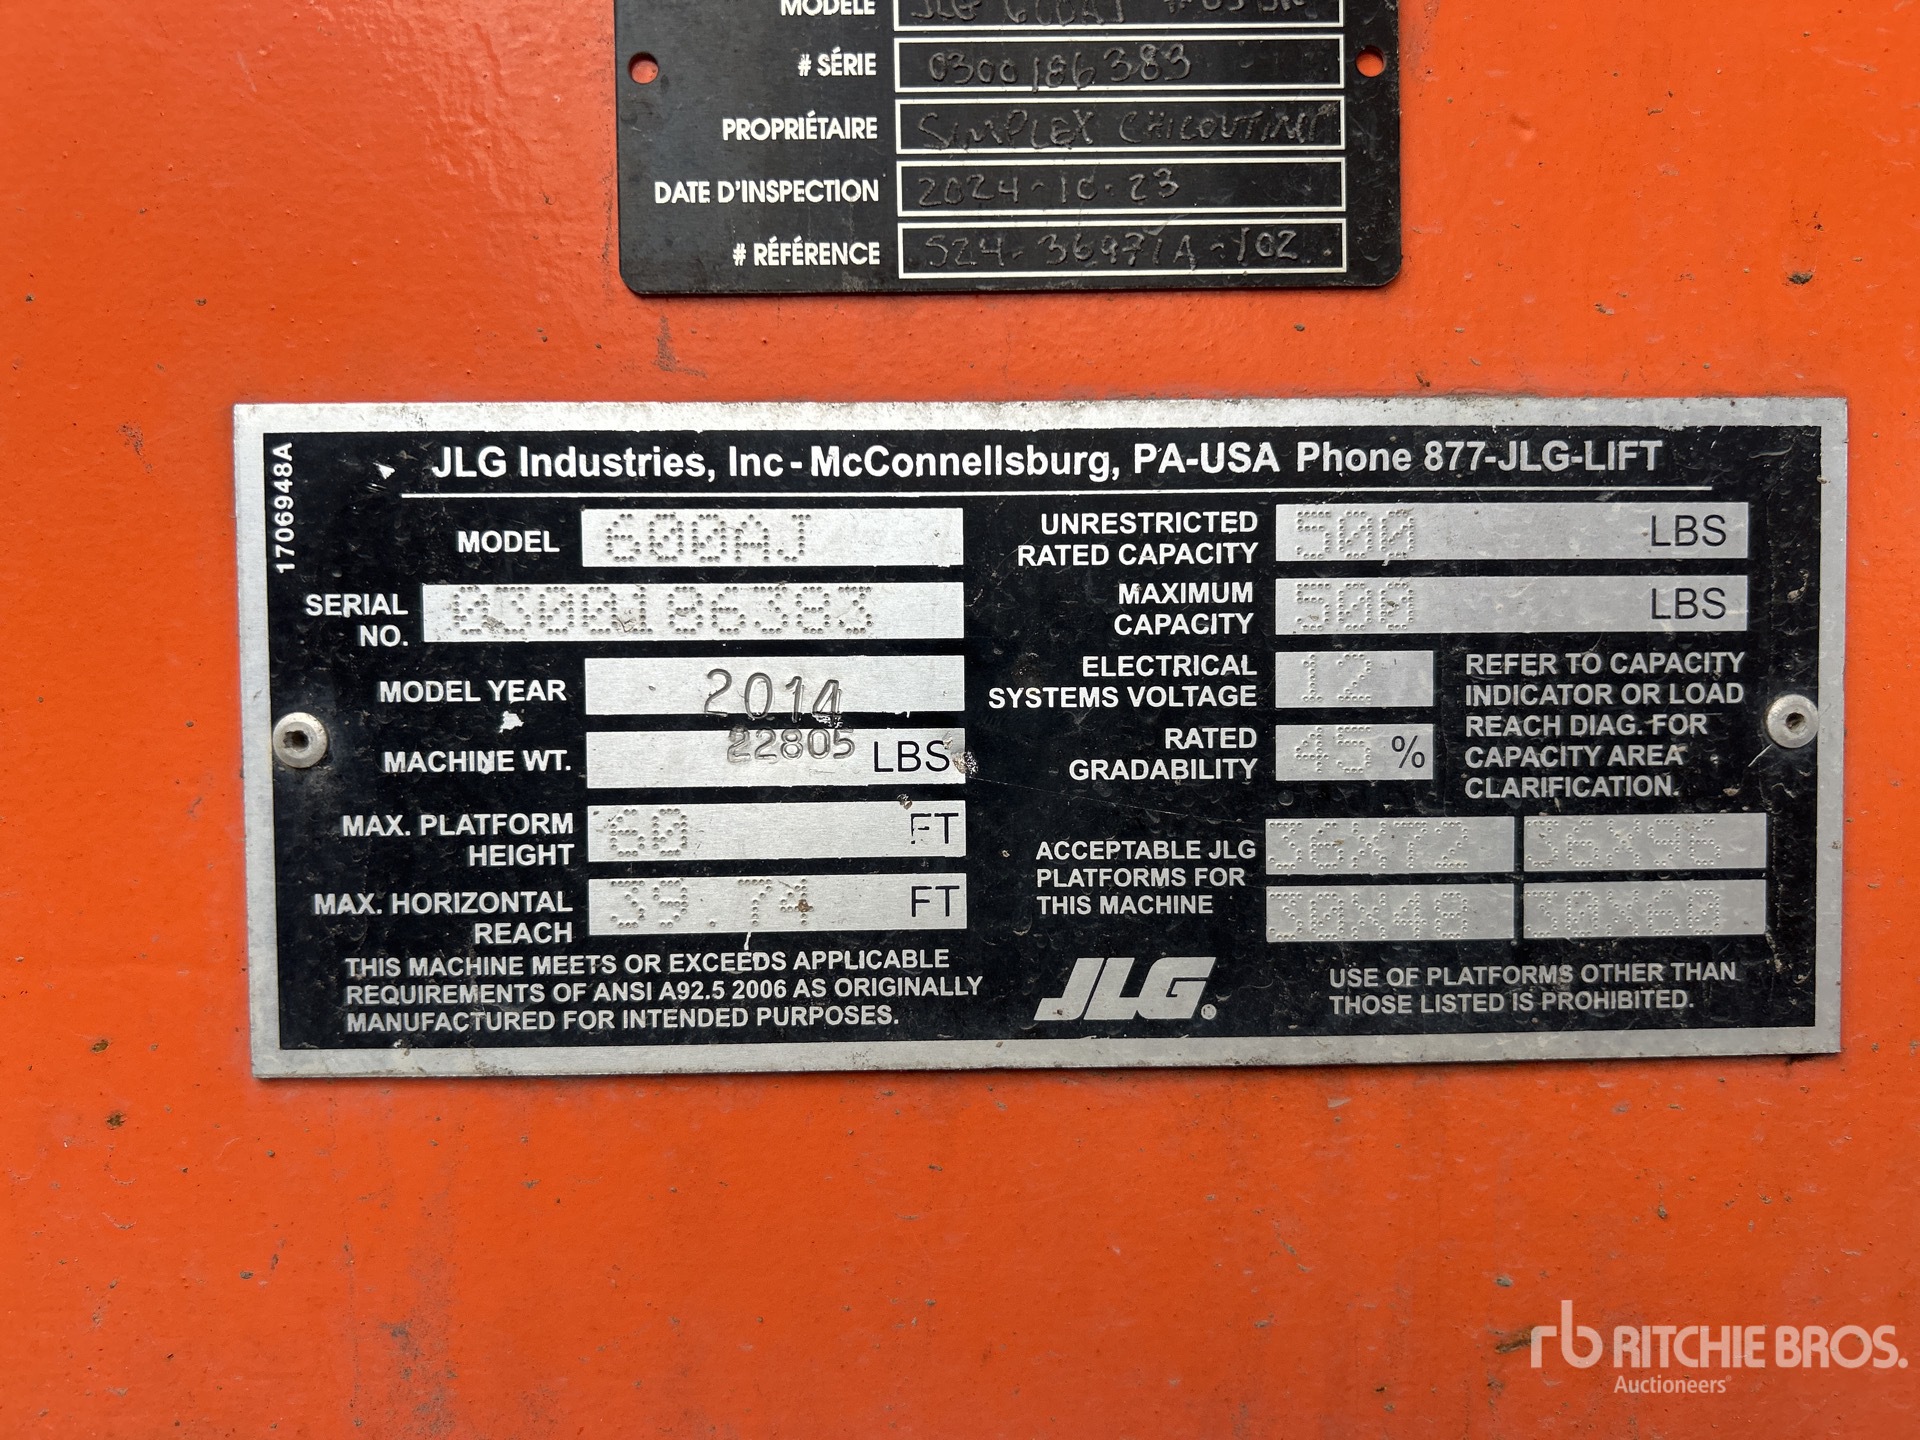 MODÈLE JLG 600AJ
# SÉRIE 0300186383
PROPRIÉTAIRE SIMPLEX CHICOUTIMI
DATE D'INSPECTION 2024-10-23
# RÉFÉRENCE S24-36971A-102
1706948A
JLG Industries, Inc - McConnellsburg, PA-USA Phone 877-JLG-LIFT
MODEL 600AJ
SERIAL NO. 0300186383
MODEL YEAR 2014
MACHINE WT. 22805 LBS
MAX. PLATFORM HEIGHT 60 FT
MAX. HORIZONTAL REACH 39.74 FT
THIS MACHINE MEETS OR EXCEEDS APPLICABLE
REQUIREMENTS OF ANSI A92.5 2006 AS ORIGINALLY
MANUFACTURED FOR INTENDED PURPOSES.
UNRESTRICTED RATED CAPACITY 500 LBS
MAXIMUM CAPACITY 500 LBS
ELECTRICAL SYSTEMS VOLTAGE 12
RATED GRADABILITY 45 %
REFER TO CAPACITY
INDICATOR OR LOAD
REACH DIAG. FOR
CAPACITY AREA
CLARIFICATION.
ACCEPTABLE JLG
PLATFORMS FOR
THIS MACHINE
36X72 36X96
30X48 30X60
JLG®
USE OF PLATFORMS OTHER THAN
THOSE LISTED IS PROHIBITED.
rb RITCHIE BROS.
Auctioneers